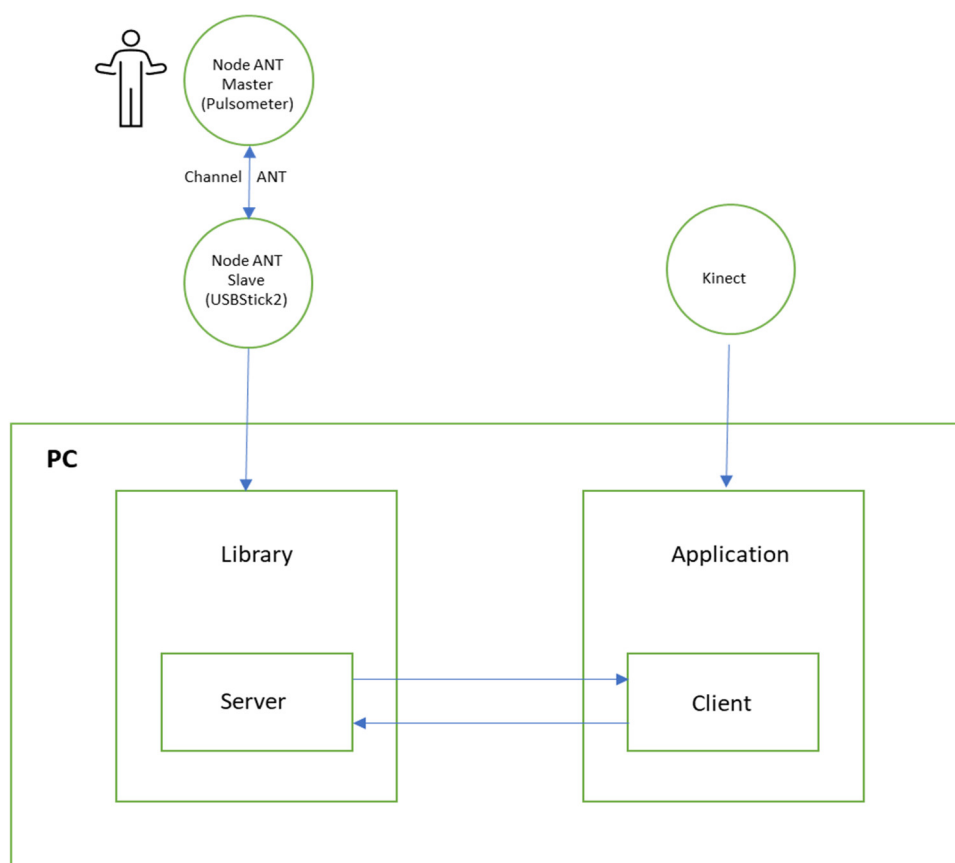 Node ANT
Master
(Pulsometer)
Channel ANT
Node ANT
Slave
(USBStick2)
Kinect
PC
Library
Application
Server
Client